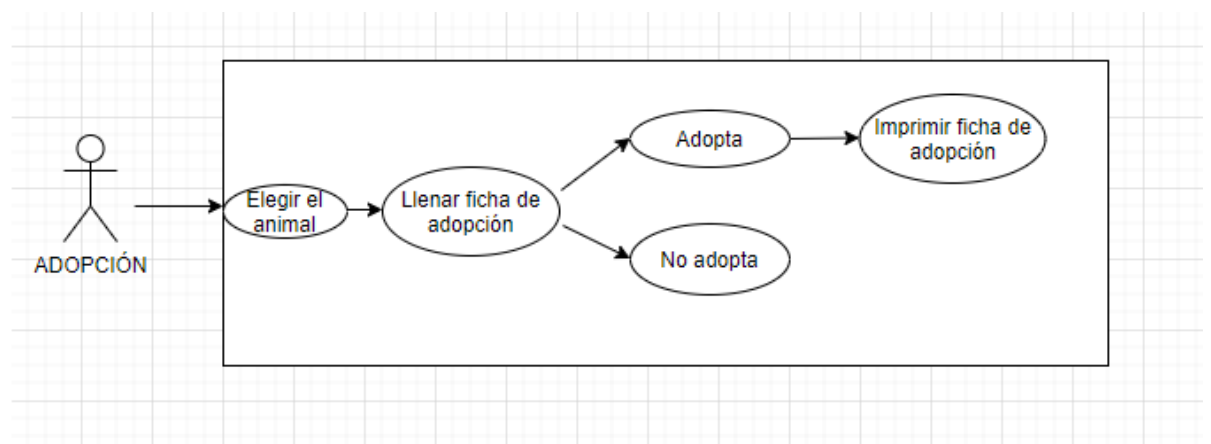 ADOPCIÓN
Elegir el
animal
Llenar ficha de
adopción
Adopta
No adopta
Imprimir ficha de
adopción